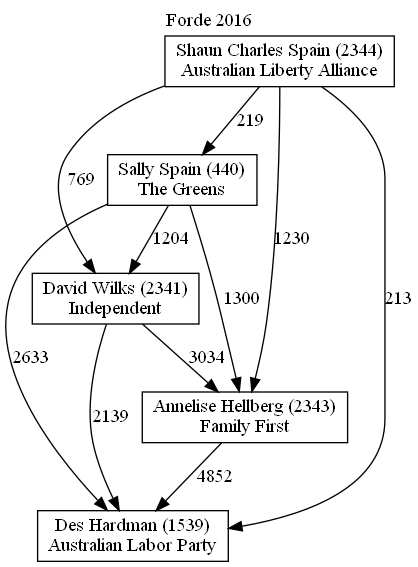 Forde 2016
Shaun Charles Spain (2344)
Australian Liberty Alliance
219
Sally Spain (440)
The Greens
769
1204
1230
David Wilks (2341)
Independent
1300
213
2633
3034
Annelise Hellberg (2343)
Family First
2139
4852
Des Hardman (1539)
Australian Labor Party